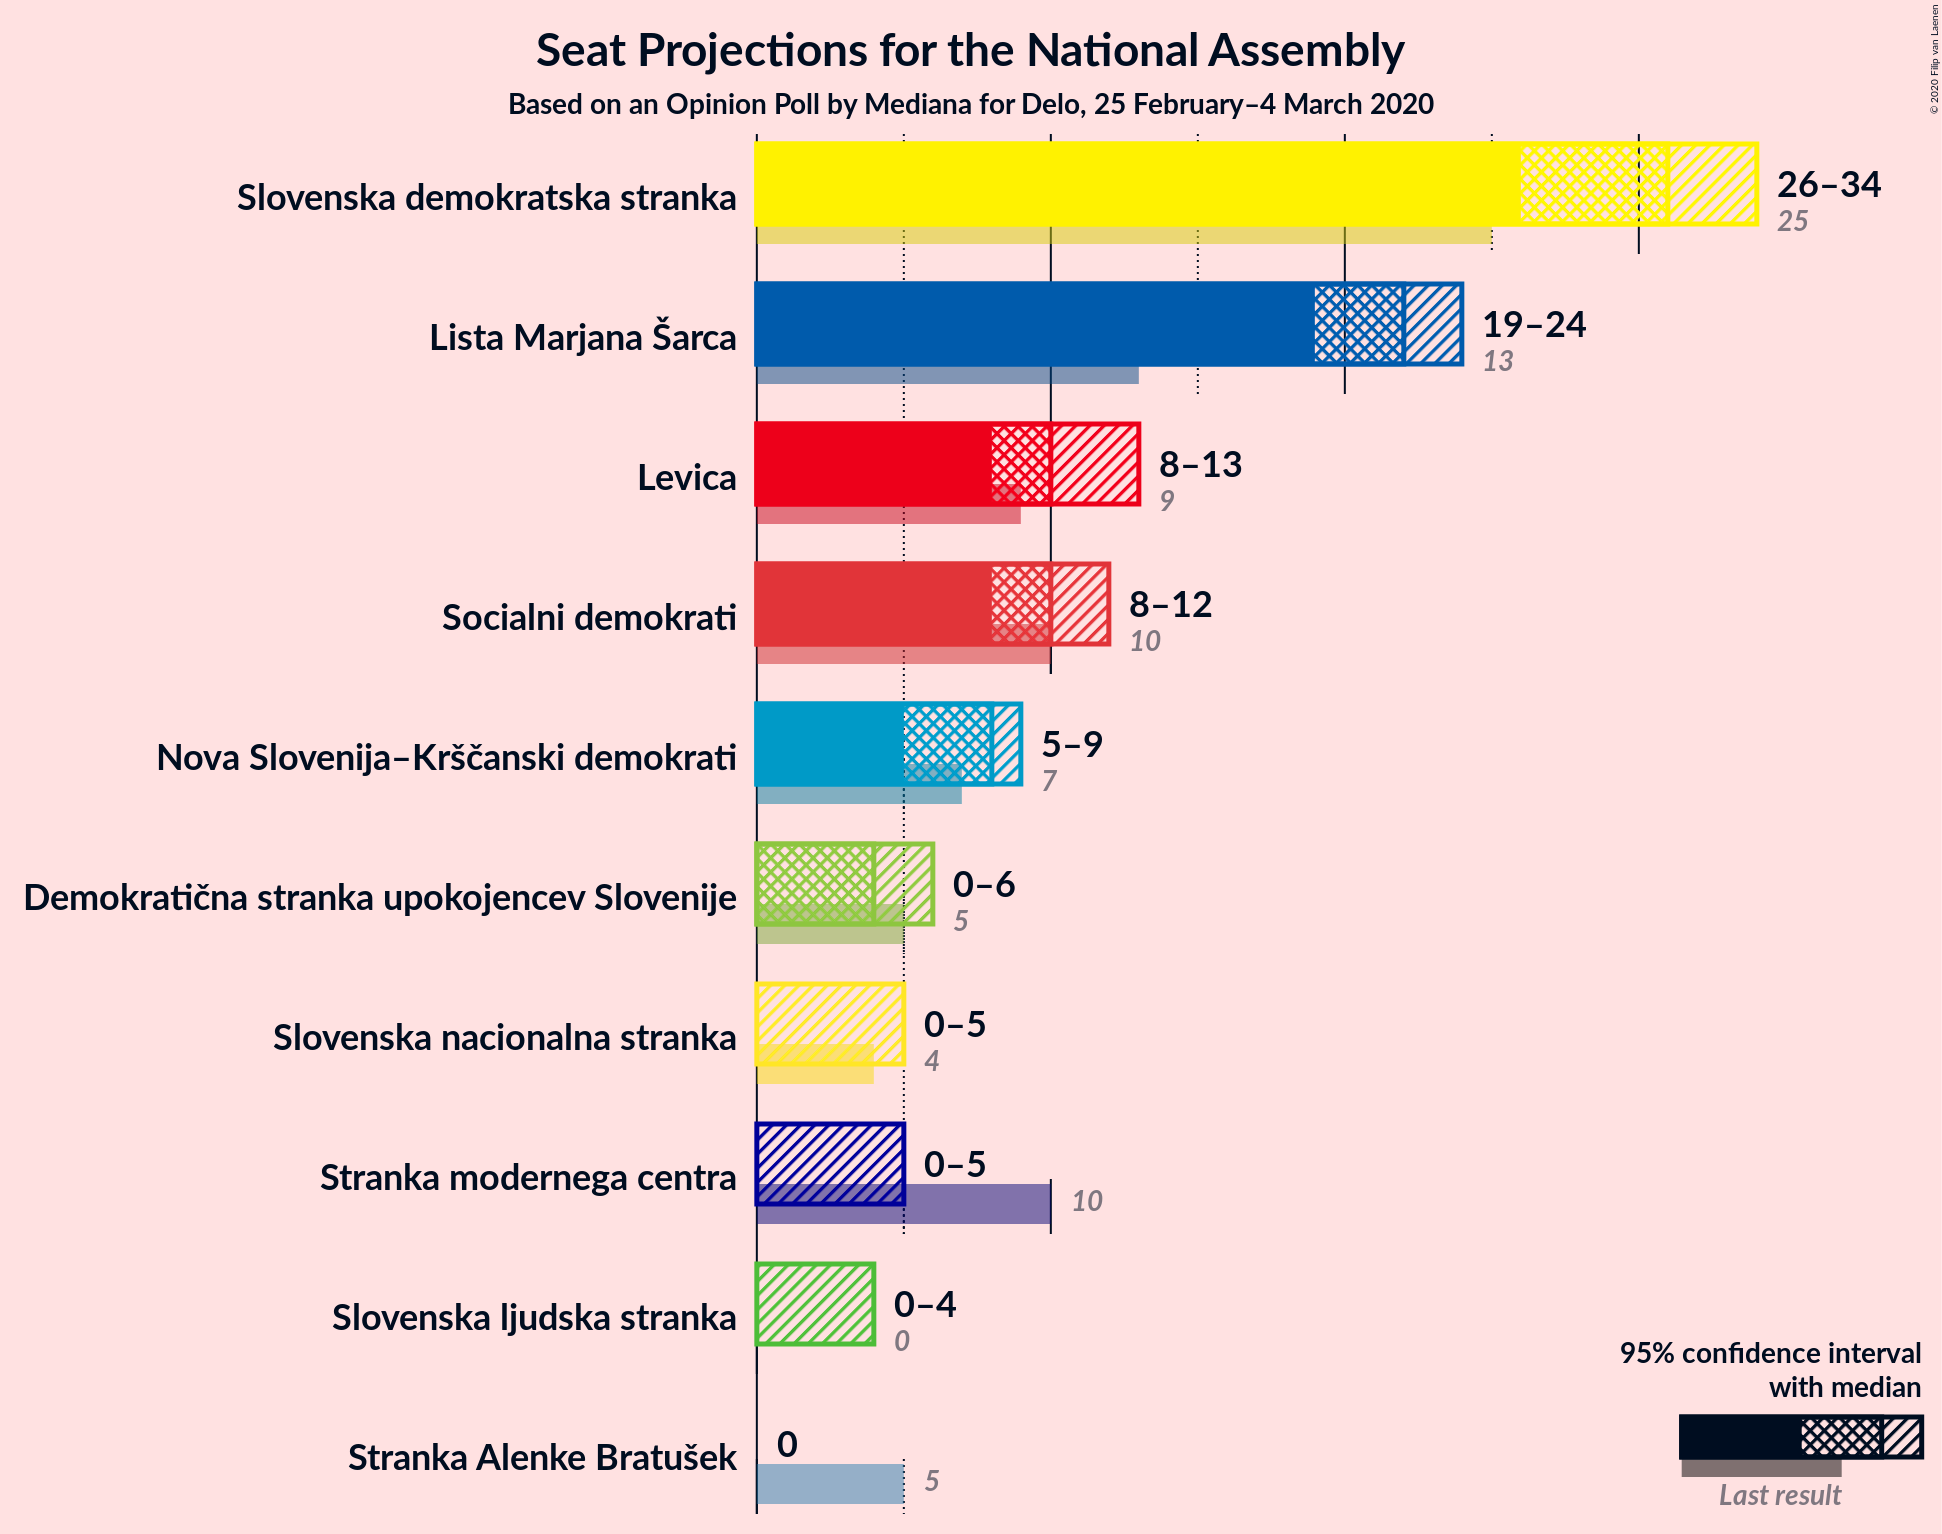 Seat Projections for the National Assembly
Based on an Opinion Poll by Mediana for Delo, 25 February–4 March 2020
© 2020 Filip van Laenen
Slovenska demokratska stranka
26–34
25
Lista Marjana Šarca
19–24
13
Levica
8–13
9
Socialni demokrati
8–12
10
Nova Slovenija–Krščanski demokrati
5–9
7
Demokratična stranka upokojencev Slovenije
0–6
5
Slovenska nacionalna stranka
0–5
4
Stranka modernega centra
0–5
10
Slovenska ljudska stranka
0–4
0
Stranka Alenke Bratušek
0
5
95% confidence interval
with median
Last result